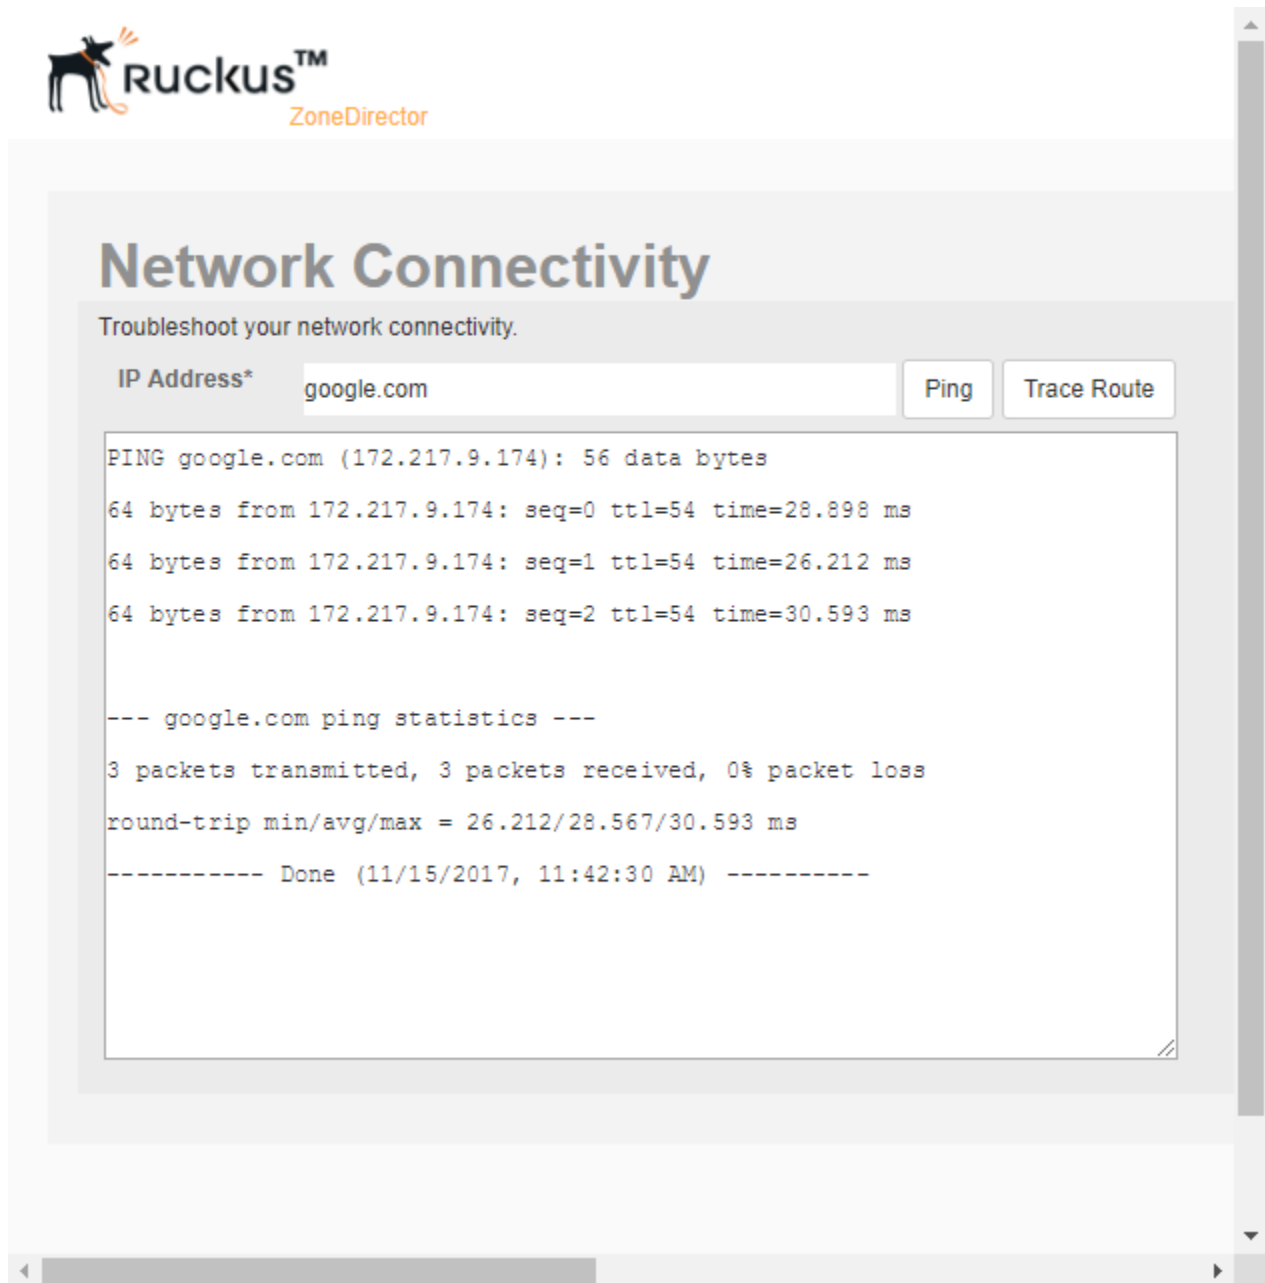 RUCKUS™
ZoneDirector
Network Connectivity
Troubleshoot your network connectivity.
IP Address* google.com Ping Trace Route
PING google.com (172.217.9.174): 56 data bytes
64 bytes from 172.217.9.174: seq=0 ttl=54 time=28.898 ms
64 bytes from 172.217.9.174: seq=1 ttl=54 time=26.212 ms
64 bytes from 172.217.9.174: seq=2 ttl=54 time=30.593 ms
--- google.com ping statistics ---
3 packets transmitted, 3 packets received, 0% packet loss
round-trip min/avg/max = 26.212/28.567/30.593 ms
----------- Done (11/15/2017, 11:42:30 AM) ----------